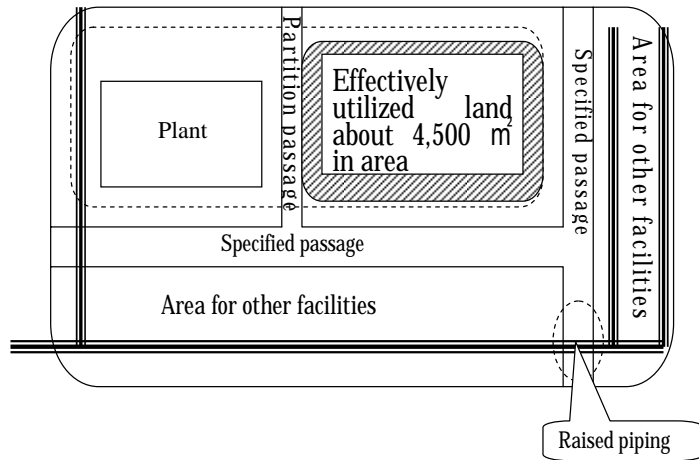 Plant
Partition passage
Effectively
utilized land
about 4,500 m²
in area
Specified passage
Area for other facilities
Specified passage
Area for other facilities
Raised piping